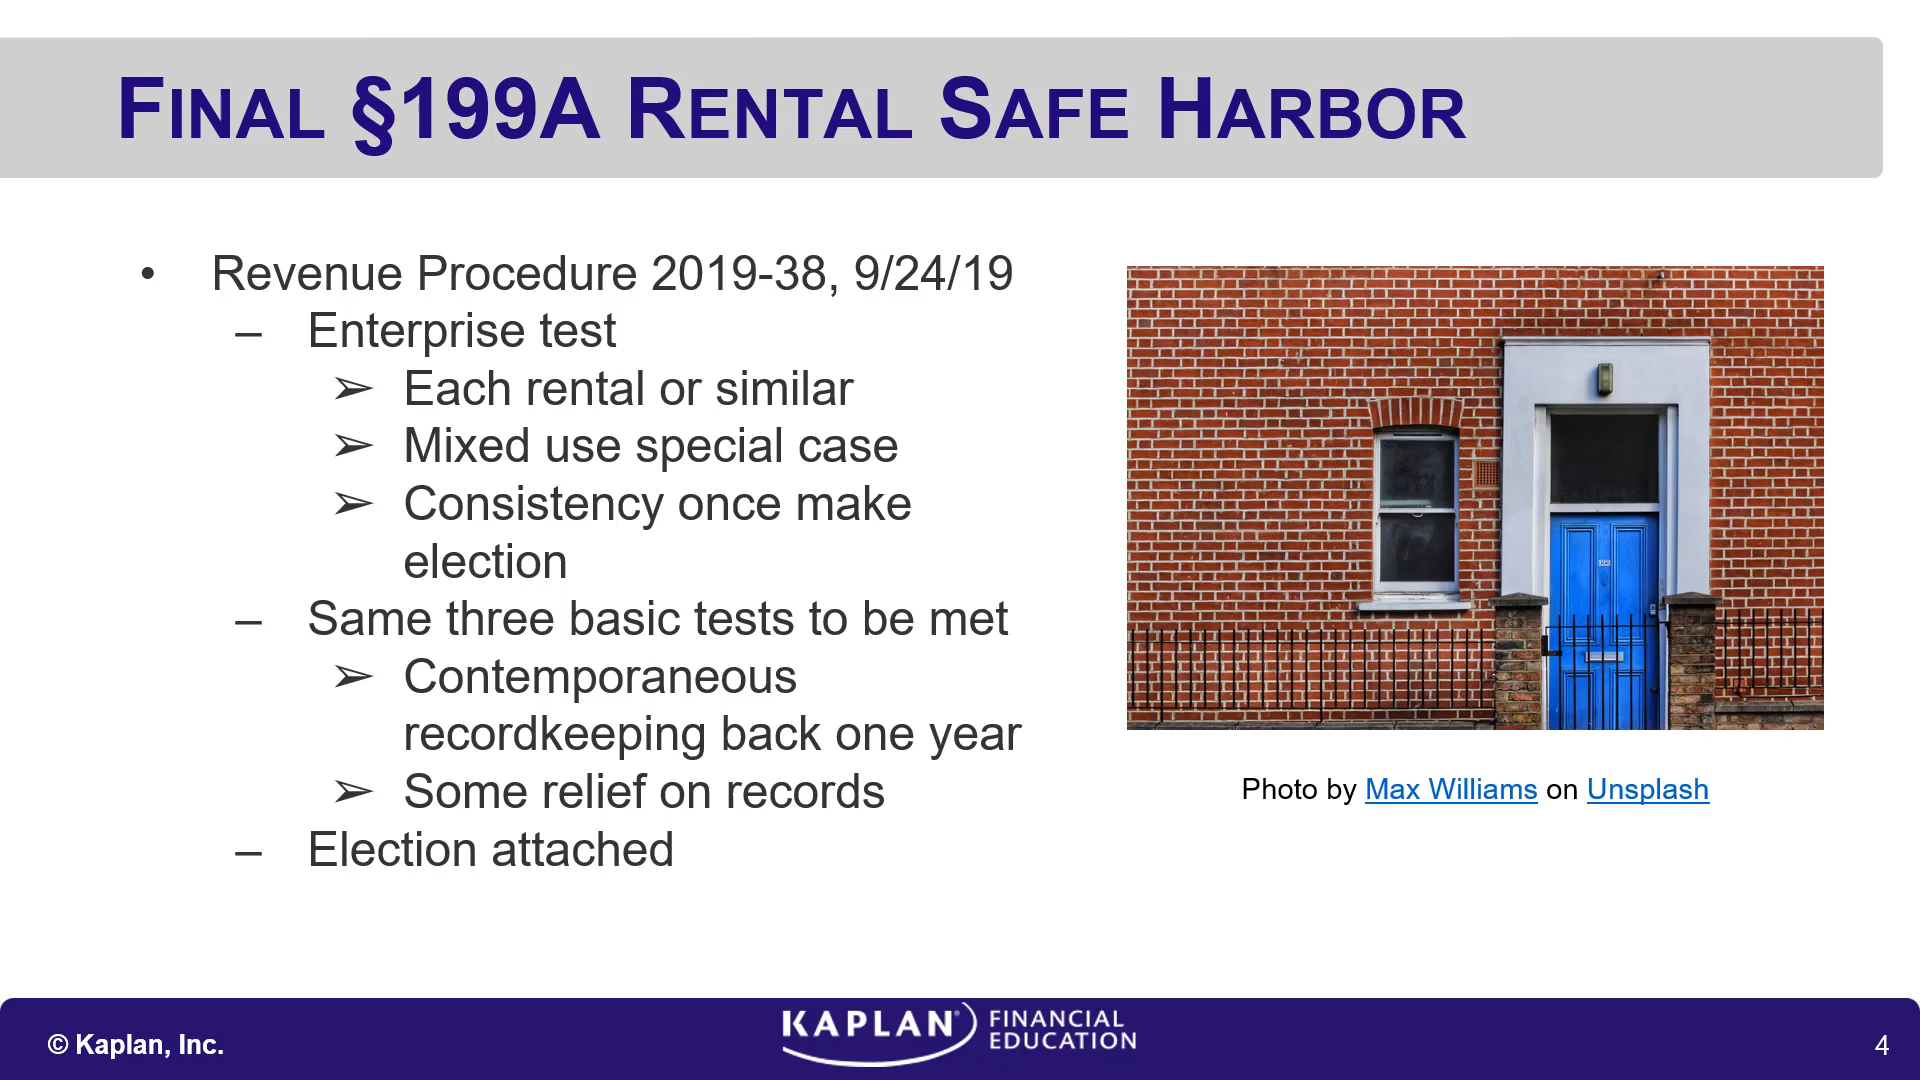 FINAL §199A RENTAL SAFE HARBOR
• Revenue Procedure 2019-38, 9/24/19
– Enterprise test
➢ Each rental or similar
➢ Mixed use special case
➢ Consistency once make
election
– Same three basic tests to be met
➢ Contemporaneous
recordkeeping back one year
➢ Some relief on records
– Election attached
122
Photo by Max Williams on Unsplash
© Kaplan, Inc.
KAPLAN® FINANCIAL
EDUCATION
4